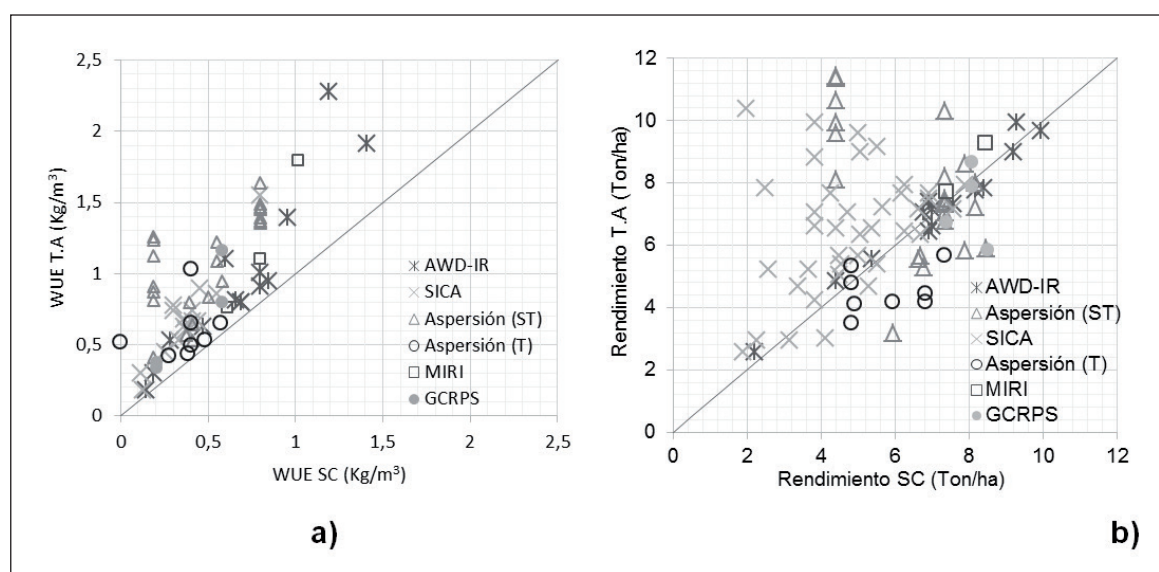 2,5
2
1,5
1
0,5
0
WUE T.A (Kg/m³)
0
0,5
1
1,5
2
2,5
WUE SC (Kg/m³)
AWD-IR
SICA
Aspersión (ST)
Aspersión (T)
MIRI
GCRPS
a)
12
10
8
6
4
2
0
Rendimiento T.A (Ton/ha)
0
2
4
6
8
10
12
Rendimiento SC (Ton/ha)
AWD-IR
Aspersión (ST)
SICA
Aspersión (T)
MIRI
GCRPS
b)